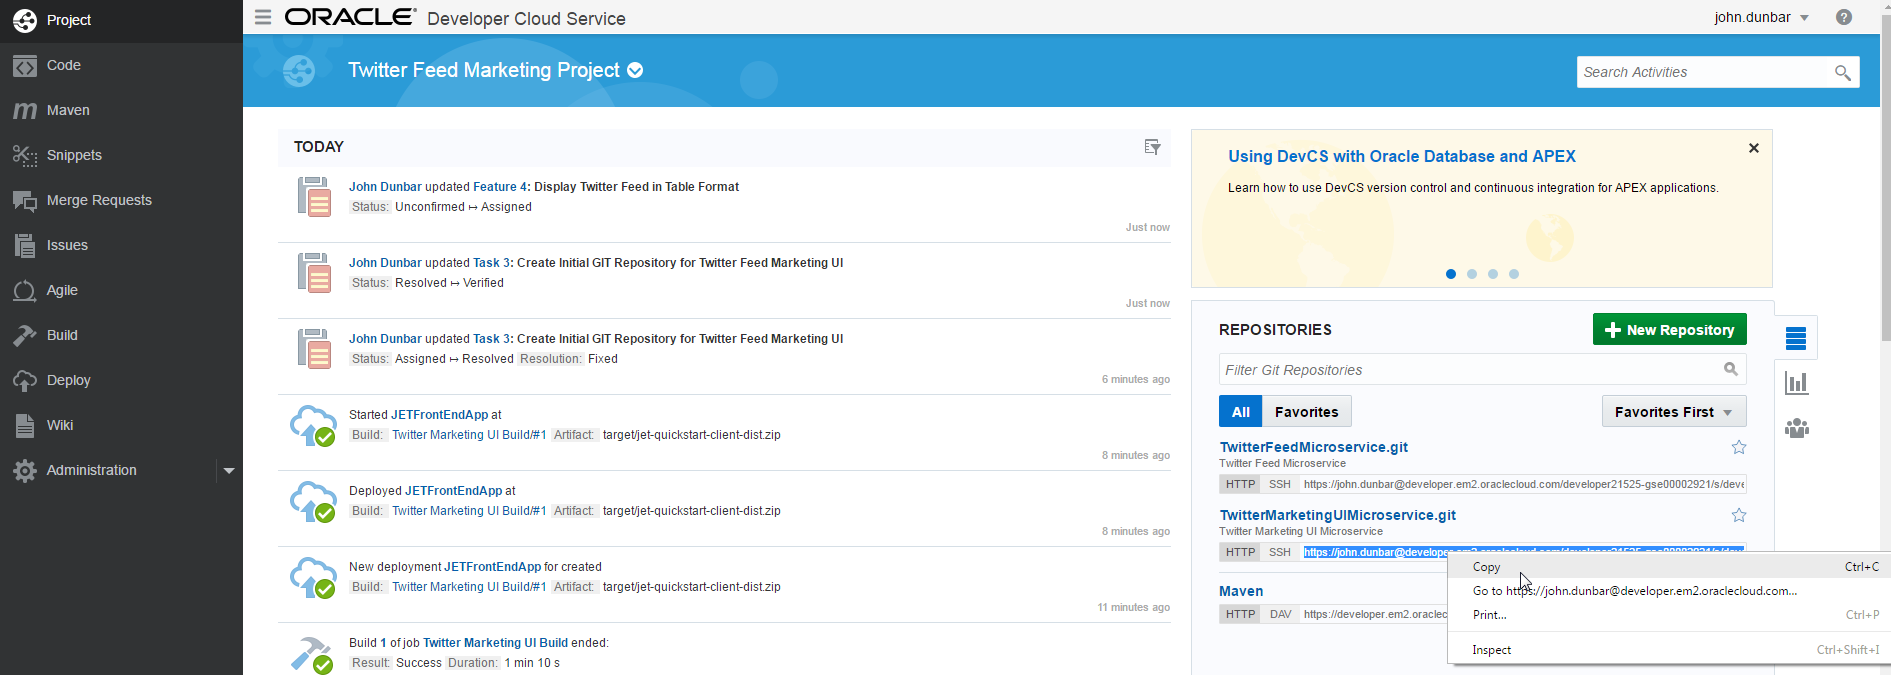 Project
Code
Maven
Snippets
Merge Requests
Issues
Agile
Build
Deploy
Wiki
Administration
ORACLE Developer Cloud Service
john.dunbar
?
Twitter Feed Marketing Project
Search Activities
TODAY
John Dunbar updated Feature 4: Display Twitter Feed in Table Format
Status: Unconfirmed ↦ Assigned
Just now
John Dunbar updated Task 3: Create Initial GIT Repository for Twitter Feed Marketing UI
Status: Resolved ↦ Verified
Just now
John Dunbar updated Task 3: Create Initial GIT Repository for Twitter Feed Marketing UI
Status: Assigned ↦ Resolved Resolution: Fixed
6 minutes ago
Started JETFrontEndApp at
Build: Twitter Marketing UI Build/#1 Artifact: target/jet-quickstart-client-dist.zip
8 minutes ago
Deployed JETFrontEndApp at
Build: Twitter Marketing UI Build/#1 Artifact: target/jet-quickstart-client-dist.zip
8 minutes ago
New deployment JETFrontEndApp for created
Build: Twitter Marketing UI Build/#1 Artifact: target/jet-quickstart-client-dist.zip
11 minutes ago
Build 1 of job Twitter Marketing UI Build ended:
Result: Success Duration: 1 min 10 s
Using DevCS with Oracle Database and APEX
Learn how to use DevCS version control and continuous integration for APEX applications.
REPOSITORIES
New Repository
Filter Git Repositories
All Favorites
Favorites First
TwitterFeedMicroservice.git
Twitter Feed Microservice
HTTP SSH https://john.dunbar@developer.em2.oraclecloud.com/developer21525-gse00002921/s/deve
TwitterMarketingUIMicroservice.git
Twitter Marketing UI Microservice
HTTP SSH https://john.dunbar@developer.em2.oraclecloud.com/developer21525-gse00002921/s/deve
Maven
HTTP DAV https://developer.em2.oraclec
Copy Ctrl+C
Go to https://john.dunbar@developer.em2.oraclecloud.com...
Print... Ctrl+P
Inspect Ctrl+Shift+I